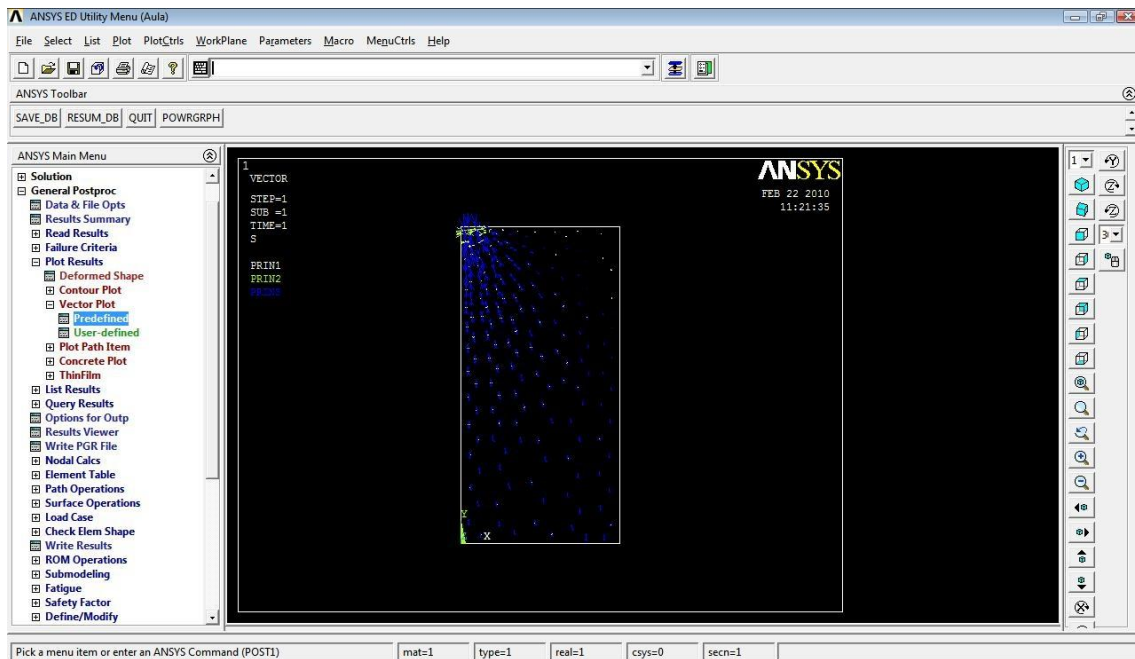 ANSYS ED Utility Menu (Aula)
File Select List Plot PlotCtrls WorkPlane Parameters Macro MenuCtrls Help
ANSYS Toolbar
SAVE_DB RESUM_DB QUIT POWRGRPH
ANSYS Main Menu
Solution
General Postproc
Data & File Opts
Results Summary
Read Results
Failure Criteria
Plot Results
Deformed Shape
Contour Plot
Vector Plot
Predefined
User-defined
Plot Path Item
Concrete Plot
ThinFilm
List Results
Query Results
Options for Outp
Results Viewer
Write PGR File
Nodal Calcs
Element Table
Path Operations
Surface Operations
Load Case
Check Elem Shape
Write Results
ROM Operations
Submodeling
Fatigue
Safety Factor
Define/Modify
1
VECTOR
STEP=1
SUB =1
TIME=1
S
PRIN1
PRIN2
PRIN3
ANSYS
FEB 22 2010
11:21:35
Y
X
1
Pick a menu item or enter an ANSYS Command (POST1) mat=1 type=1 real=1 csys=0 secn=1